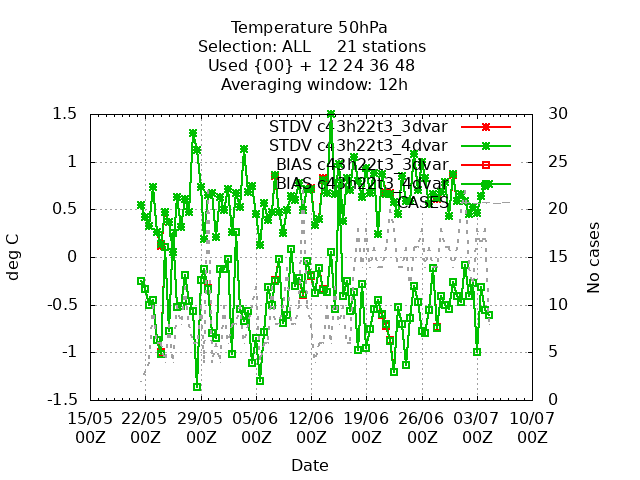 Temperature 50hPa
Selection: ALL 21 stations
Used {00} + 12 24 36 48
Averaging window: 12h
1.5
1
0.5
0
-0.5
-1
-1.5
deg C
30
25
20
15
10
5
0
No cases
STDV c43h22t3_3dvar
STDV c43h22t3_4dvar
BIAS c43h22t3_3dvar
BIAS c43h22t3_4dvar
CASES
15/05 22/05 29/05 05/06 12/06 19/06 26/06 03/07 10/07
00Z 00Z 00Z 00Z 00Z 00Z 00Z 00Z 00Z
Date